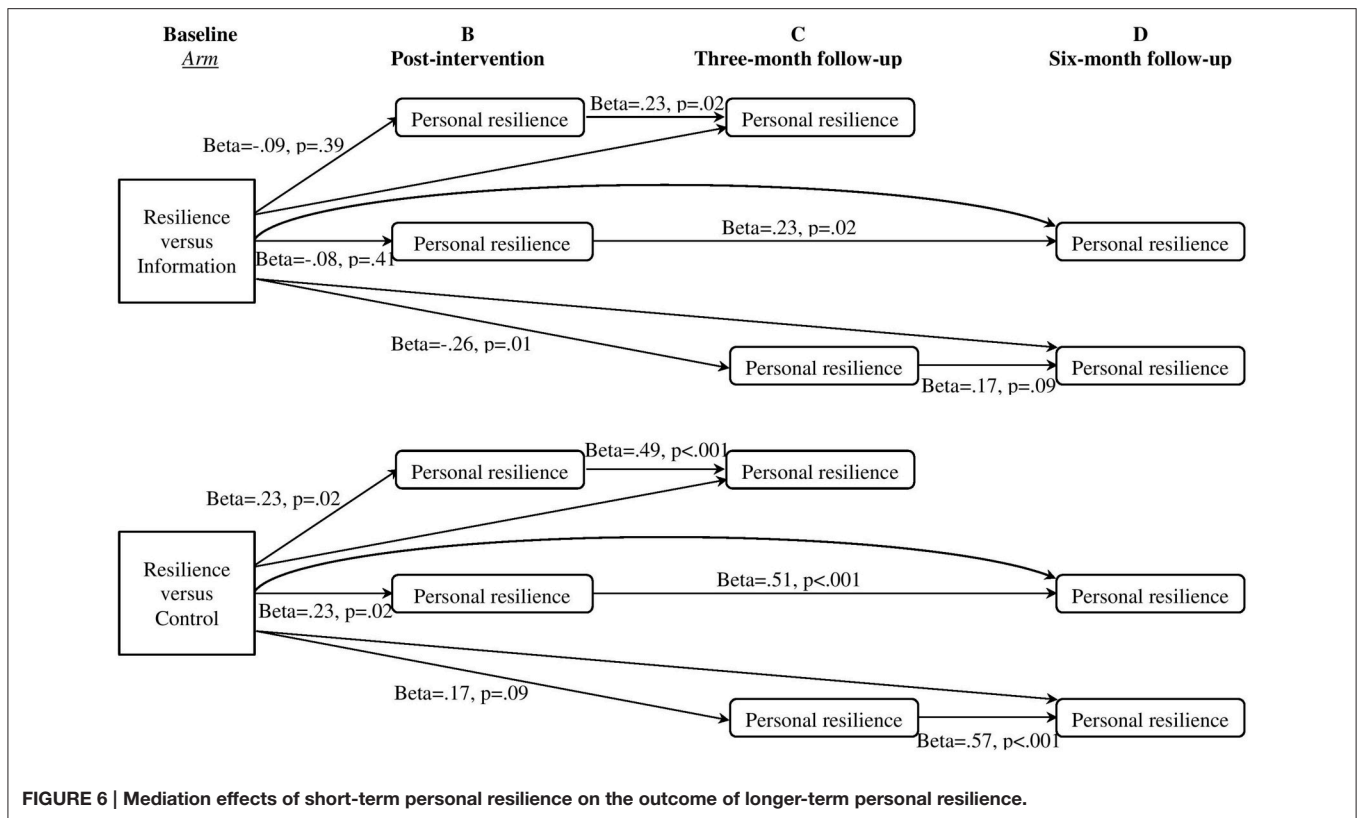 Baseline
Arm
B
Post-intervention
C
Three-month follow-up
D
Six-month follow-up
Beta=.23, p=.02
Personal resilience
Personal resilience
Beta=-.09, p=.39
Resilience
versus
Information
Beta=.23, p=.02
Personal resilience
Personal resilience
Beta=-.08, p=.41
Beta=-.26, p=.01
Personal resilience
Personal resilience
Beta=.17, p=.09
Beta=.49, p<.001
Personal resilience
Personal resilience
Beta=.23, p=.02
Resilience
versus
Control
Beta=.51, p<.001
Personal resilience
Personal resilience
Beta=.23, p=.02
Beta=.17, p=.09
Personal resilience
Personal resilience
Beta=.57, p<.001
FIGURE 6 | Mediation effects of short-term personal resilience on the outcome of longer-term personal resilience.